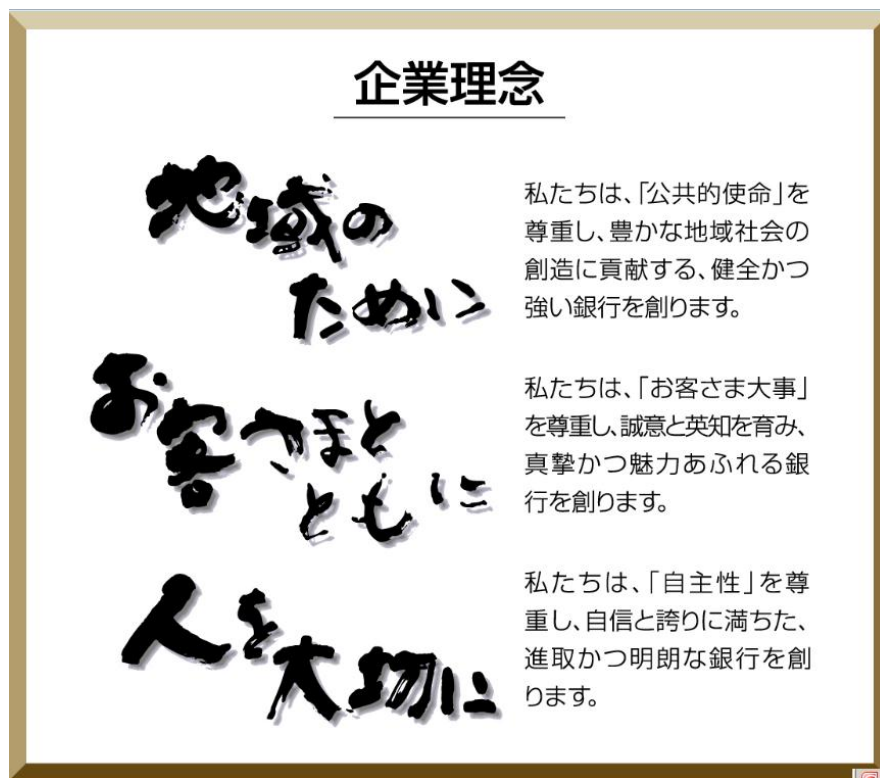 企業理念
地域の
ために
私たちは、「公共的使命」を
尊重し、豊かな地域社会の
創造に貢献する、健全かつ
強い銀行を創ります。
お客さまと
ともに
私たちは、「お客さま大事」
を尊重し、誠意と英知を育み、
真摯かつ魅力あふれる銀
行を創ります。
人を
大切に
私たちは、「自主性」を尊
重し、自信と誇りに満ちた、
進取かつ明朗な銀行を創
ります。